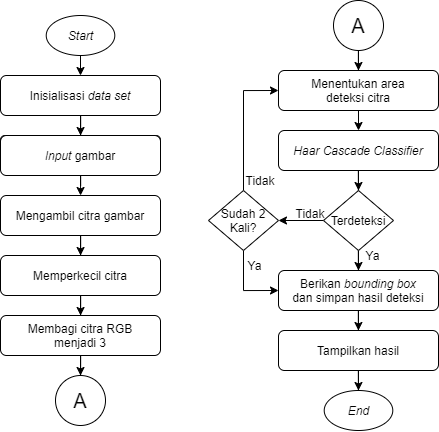 Start
Inisialisasi data set
Input gambar
Mengambil citra gambar
Memperkecil citra
Membagi citra RGB
menjadi 3
A
A
Menentukan area
deteksi citra
Haar Cascade Classifier
Tidak
Sudah 2
Kali?
Tidak
Terdeteksi
Ya
Ya
Berikan bounding box
dan simpan hasil deteksi
Tampilkan hasil
End